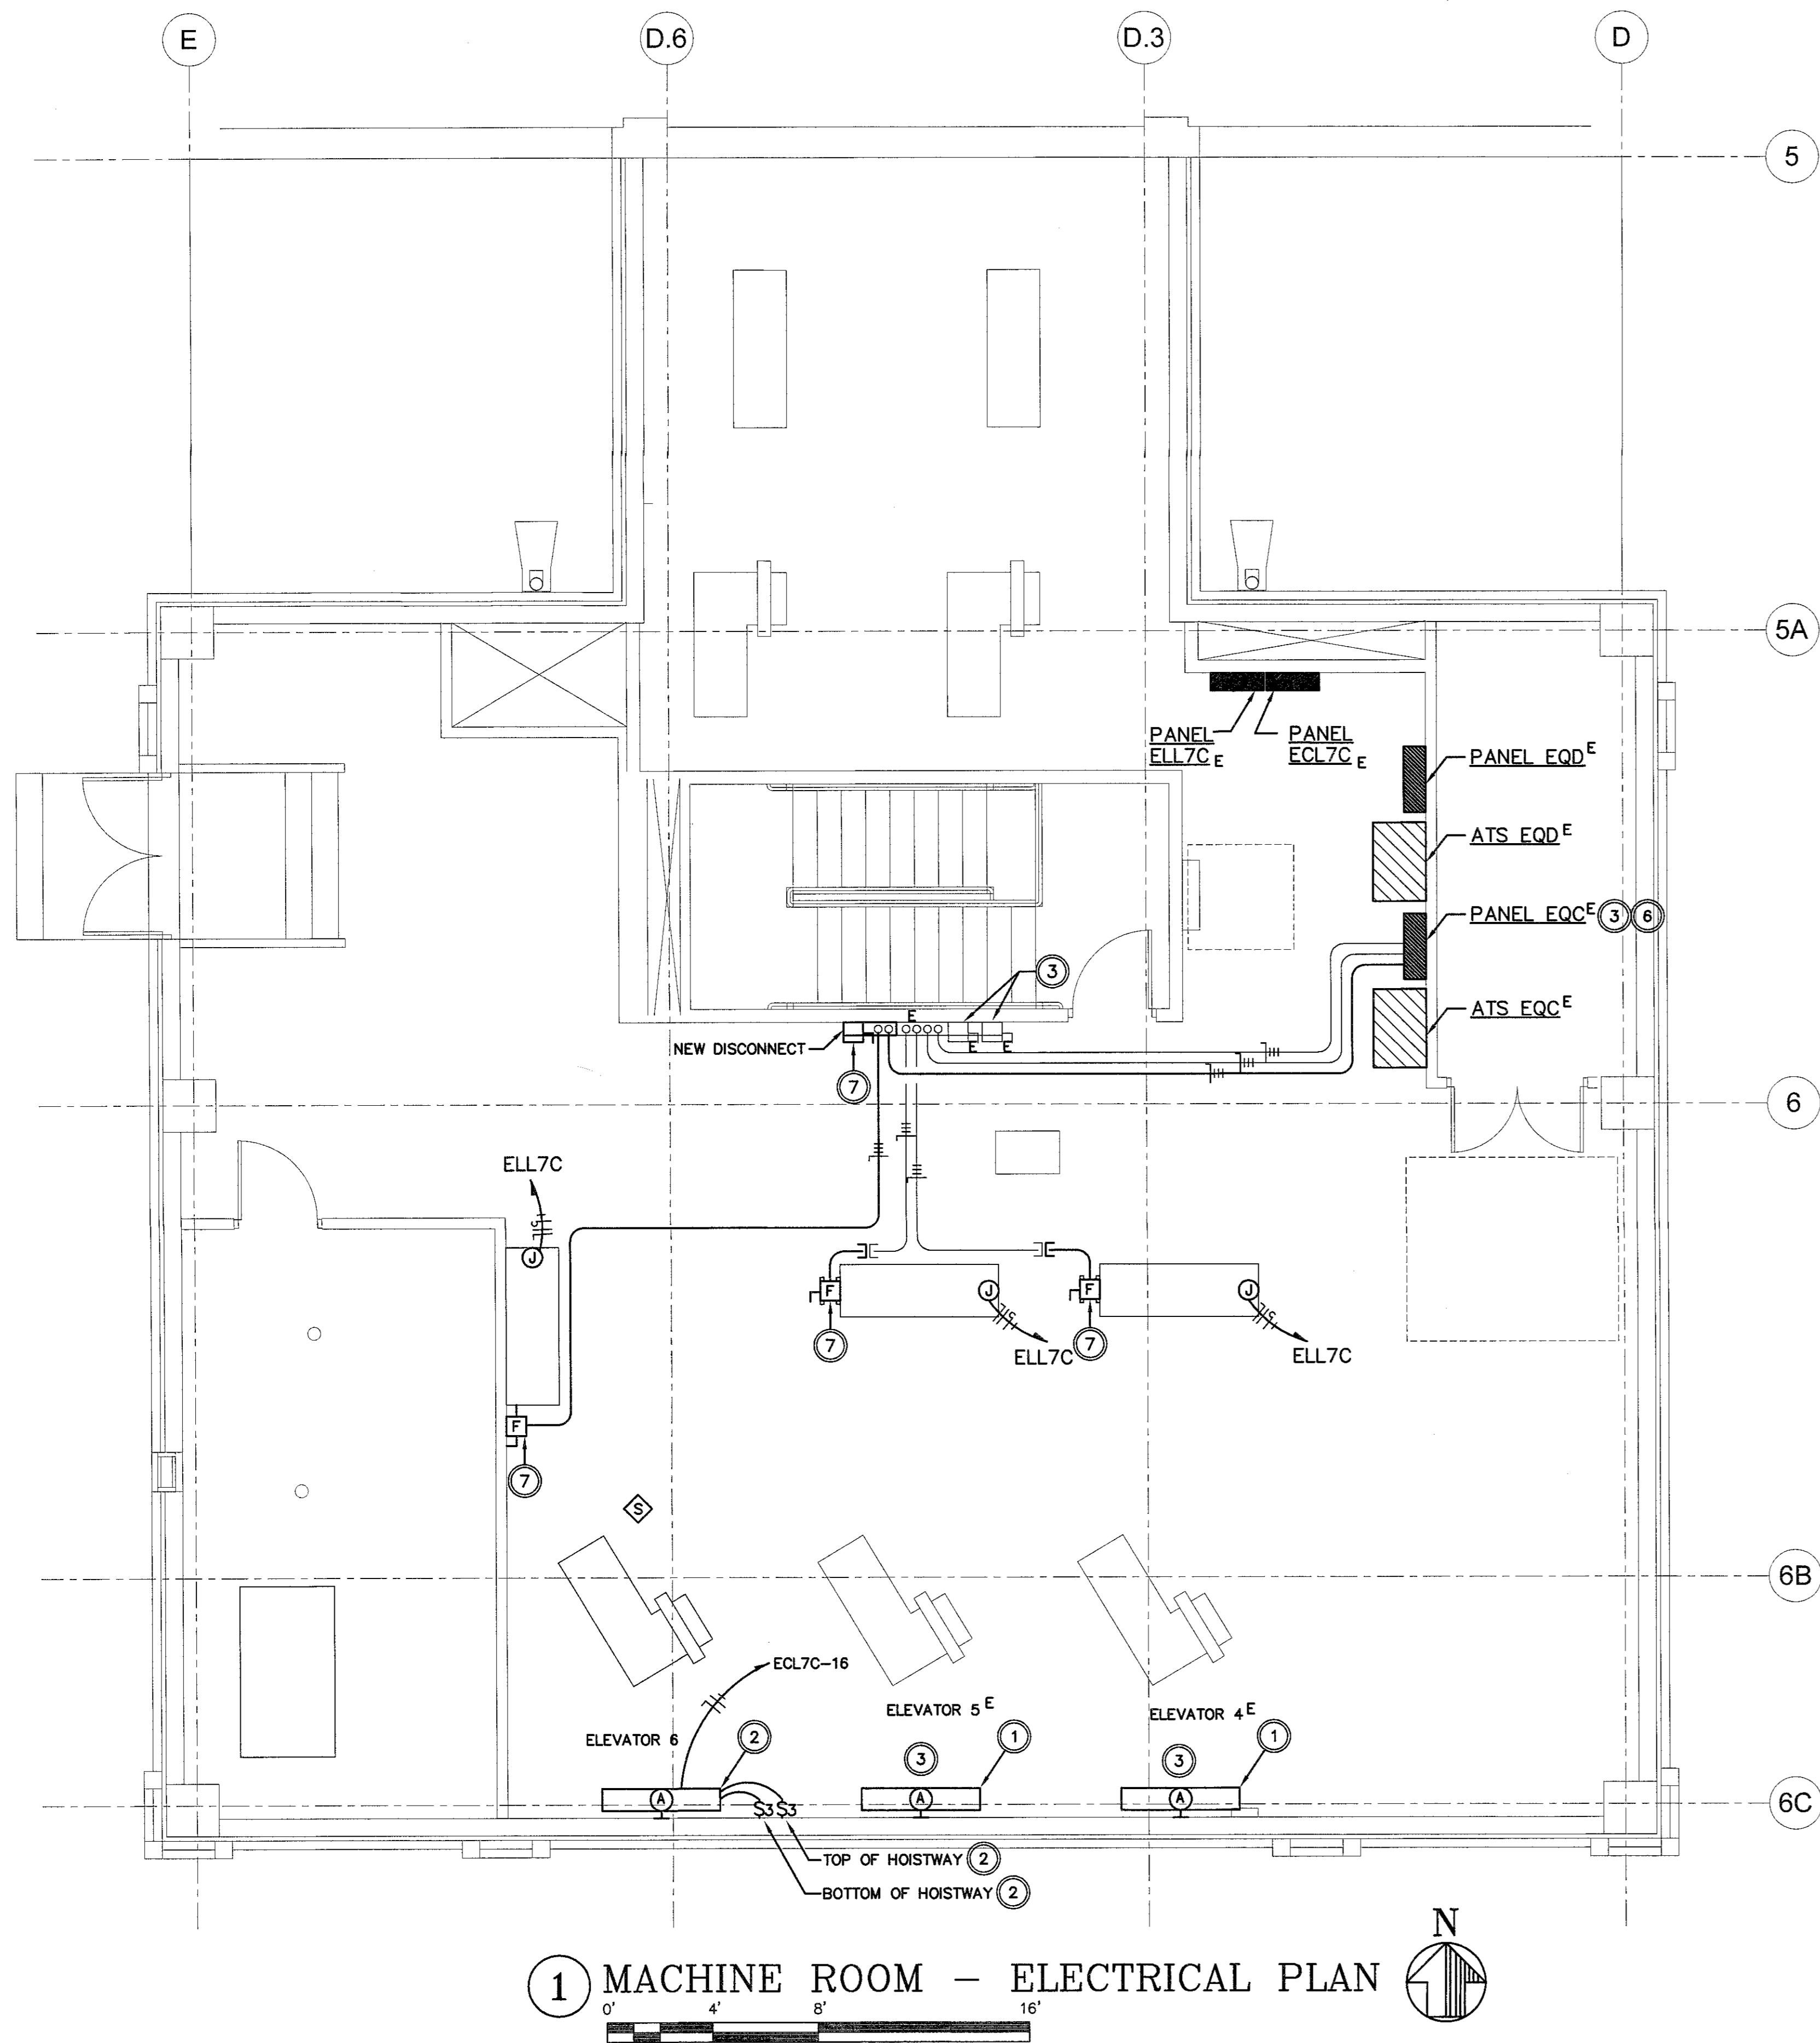 E
D.6
D.3
D
5
5A
PANEL
ELL7C E
PANEL
ECL7C E
PANEL EQD E
ATS EQD E
PANEL EQC E 3 6
3
ATS EQC E
E
NEW DISCONNECT
E
E
7
6
ELL7C
J
F
J
F
J
7
ELL7C
7
ELL7C
F
7
S
6B
ECL7C-16
ELEVATOR 6
2
ELEVATOR 5 E
1
3
ELEVATOR 4 E
1
3
A
S3 S3
A
A
6C
TOP OF HOISTWAY 2
BOTTOM OF HOISTWAY 2
N
1 MACHINE ROOM - ELECTRICAL PLAN
0' 4' 8' 16'